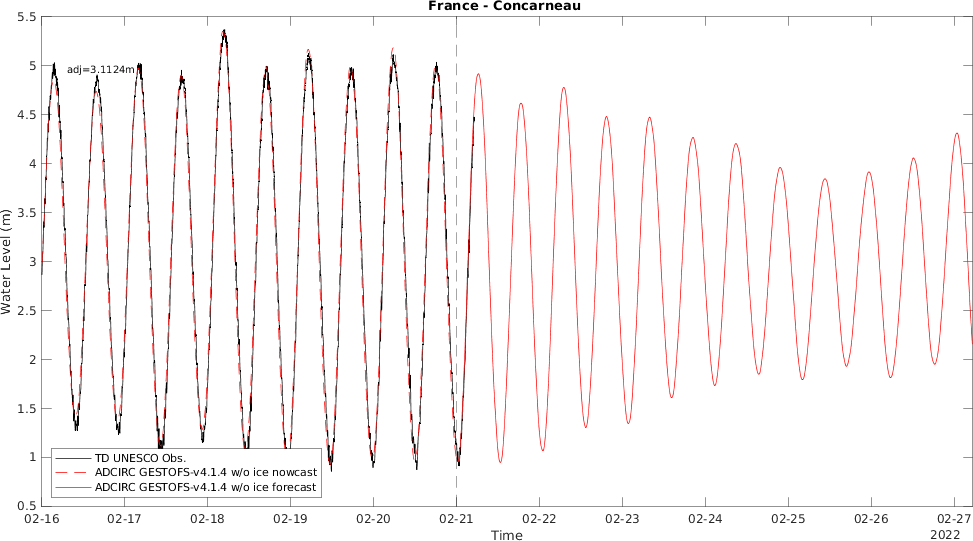 France - Concarneau
5.5
5
4.5
4
3.5
3
2.5
2
1.5
1
0.5
Water Level (m)
adj=3.1124m
TD UNESCO Obs.
ADCIRC GESTOFS-v4.1.4 w/o ice nowcast
ADCIRC GESTOFS-v4.1.4 w/o ice forecast
02-16 02-17 02-18 02-19 02-20 02-21 02-22 02-23 02-24 02-25 02-26 02-27
Time
2022